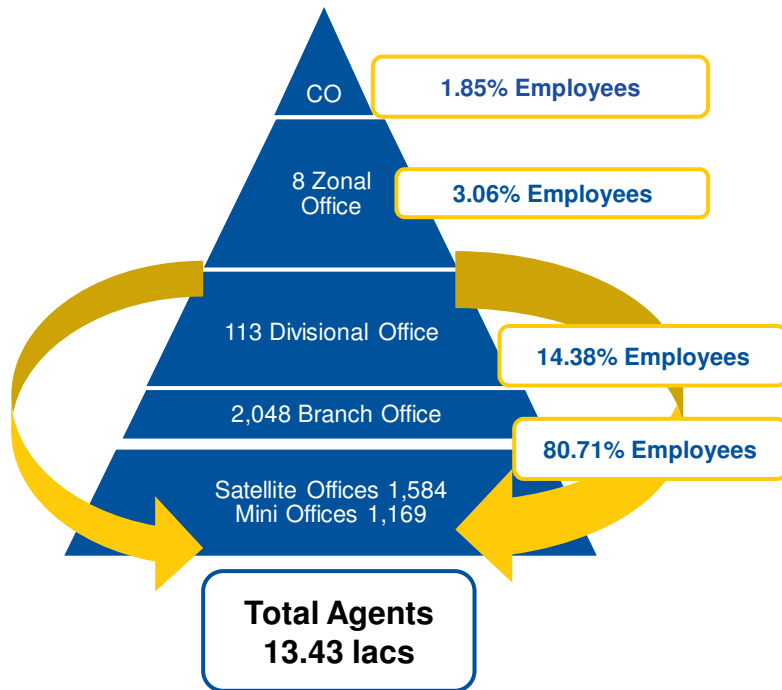 CO
1.85% Employees
8 Zonal
Office
3.06% Employees
113 Divisional Office
14.38% Employees
2,048 Branch Office
80.71% Employees
Satellite Offices 1,584
Mini Offices 1,169
Total Agents
13.43 lacs